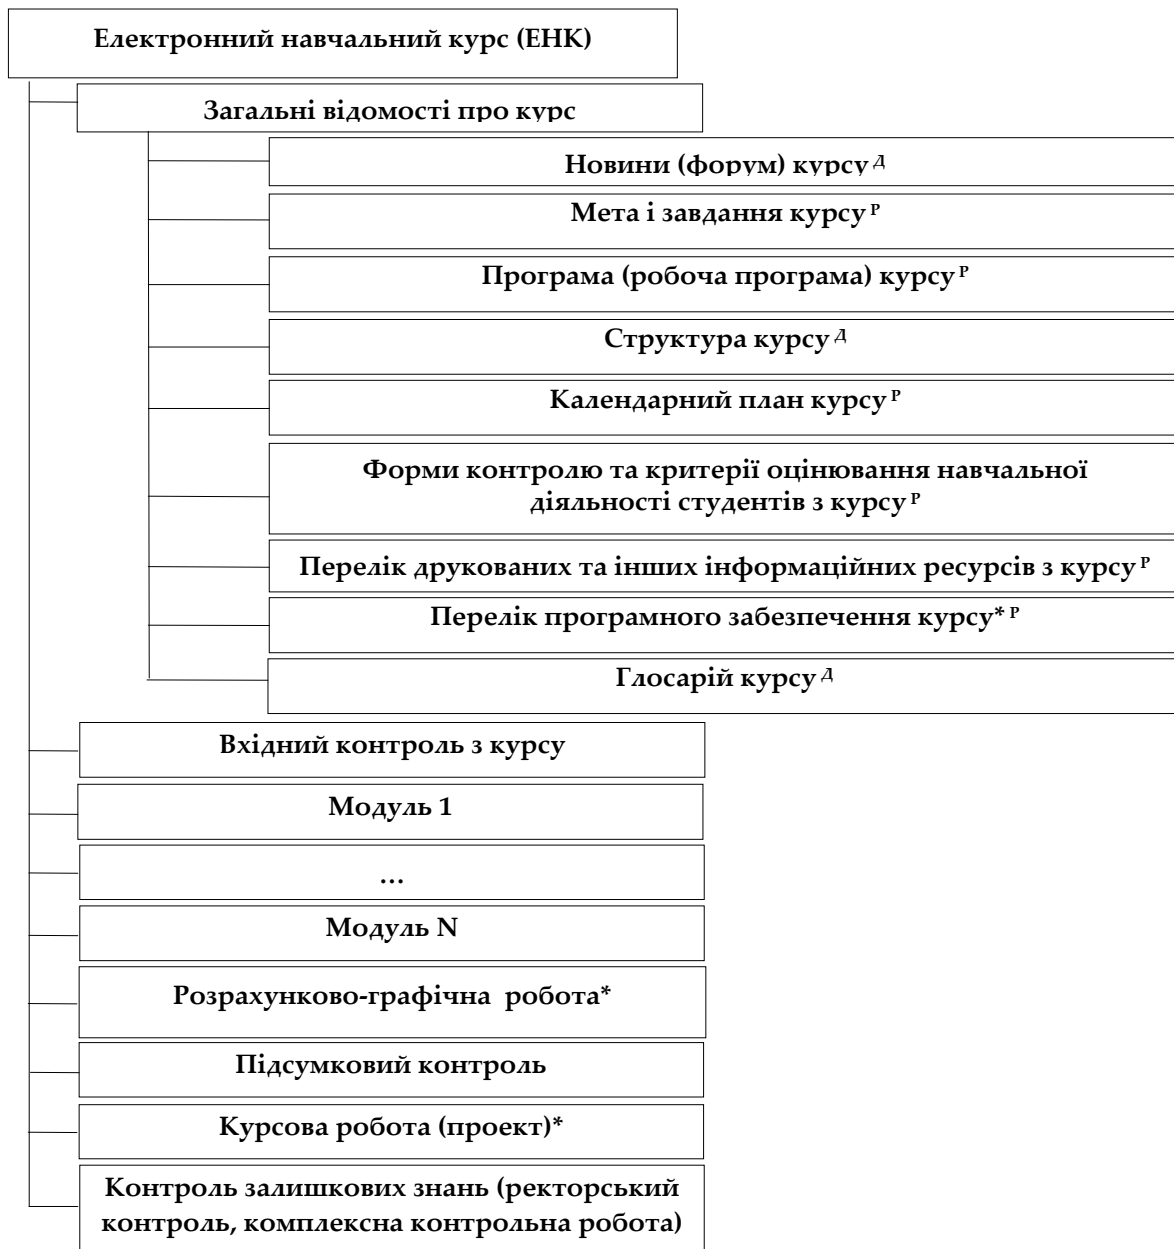 Електронний навчальний курс (ЕНК)
Загальні відомості про курс
Новини (форум) курсу Д
Мета і завдання курсу Р
Програма (робоча програма) курсу Р
Структура курсу Д
Календарний план курсу Р
Форми контролю та критерії оцінювання навчальної
діяльності студентів з курсу Р
Перелік друкованих та інших інформаційних ресурсів з курсу Р
Перелік програмного забезпечення курсу* Р
Глосарій курсу Д
Вхідний контроль з курсу
Модуль 1
...
Модуль N
Розрахунково-графічна робота*
Підсумковий контроль
Курсова робота (проект)*
Контроль залишкових знань (ректорський
контроль, комплексна контрольна робота)